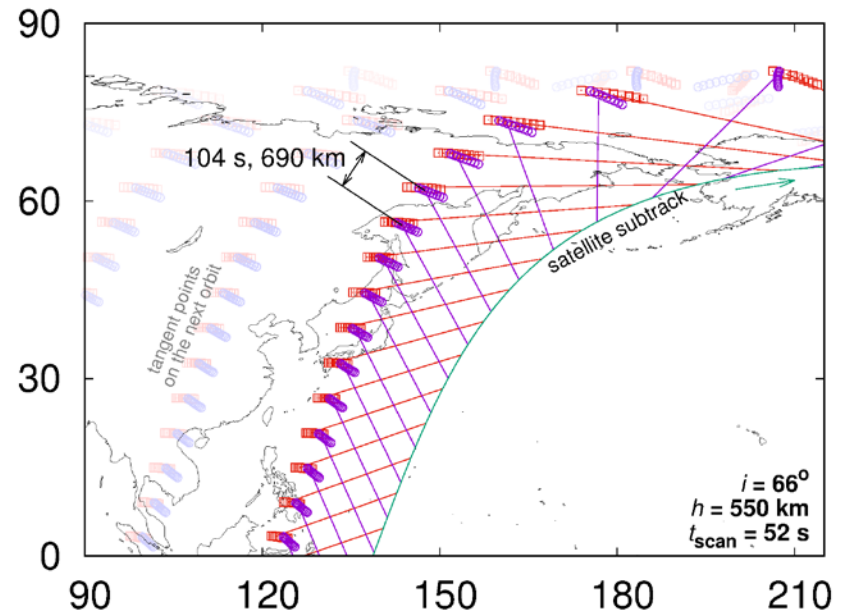 90
104 s, 690 km
60
satellite subtrack
tangent points
on the next orbit
30
i = 66°
h = 550 km
tscan = 52 s
0
90 120 150 180 210